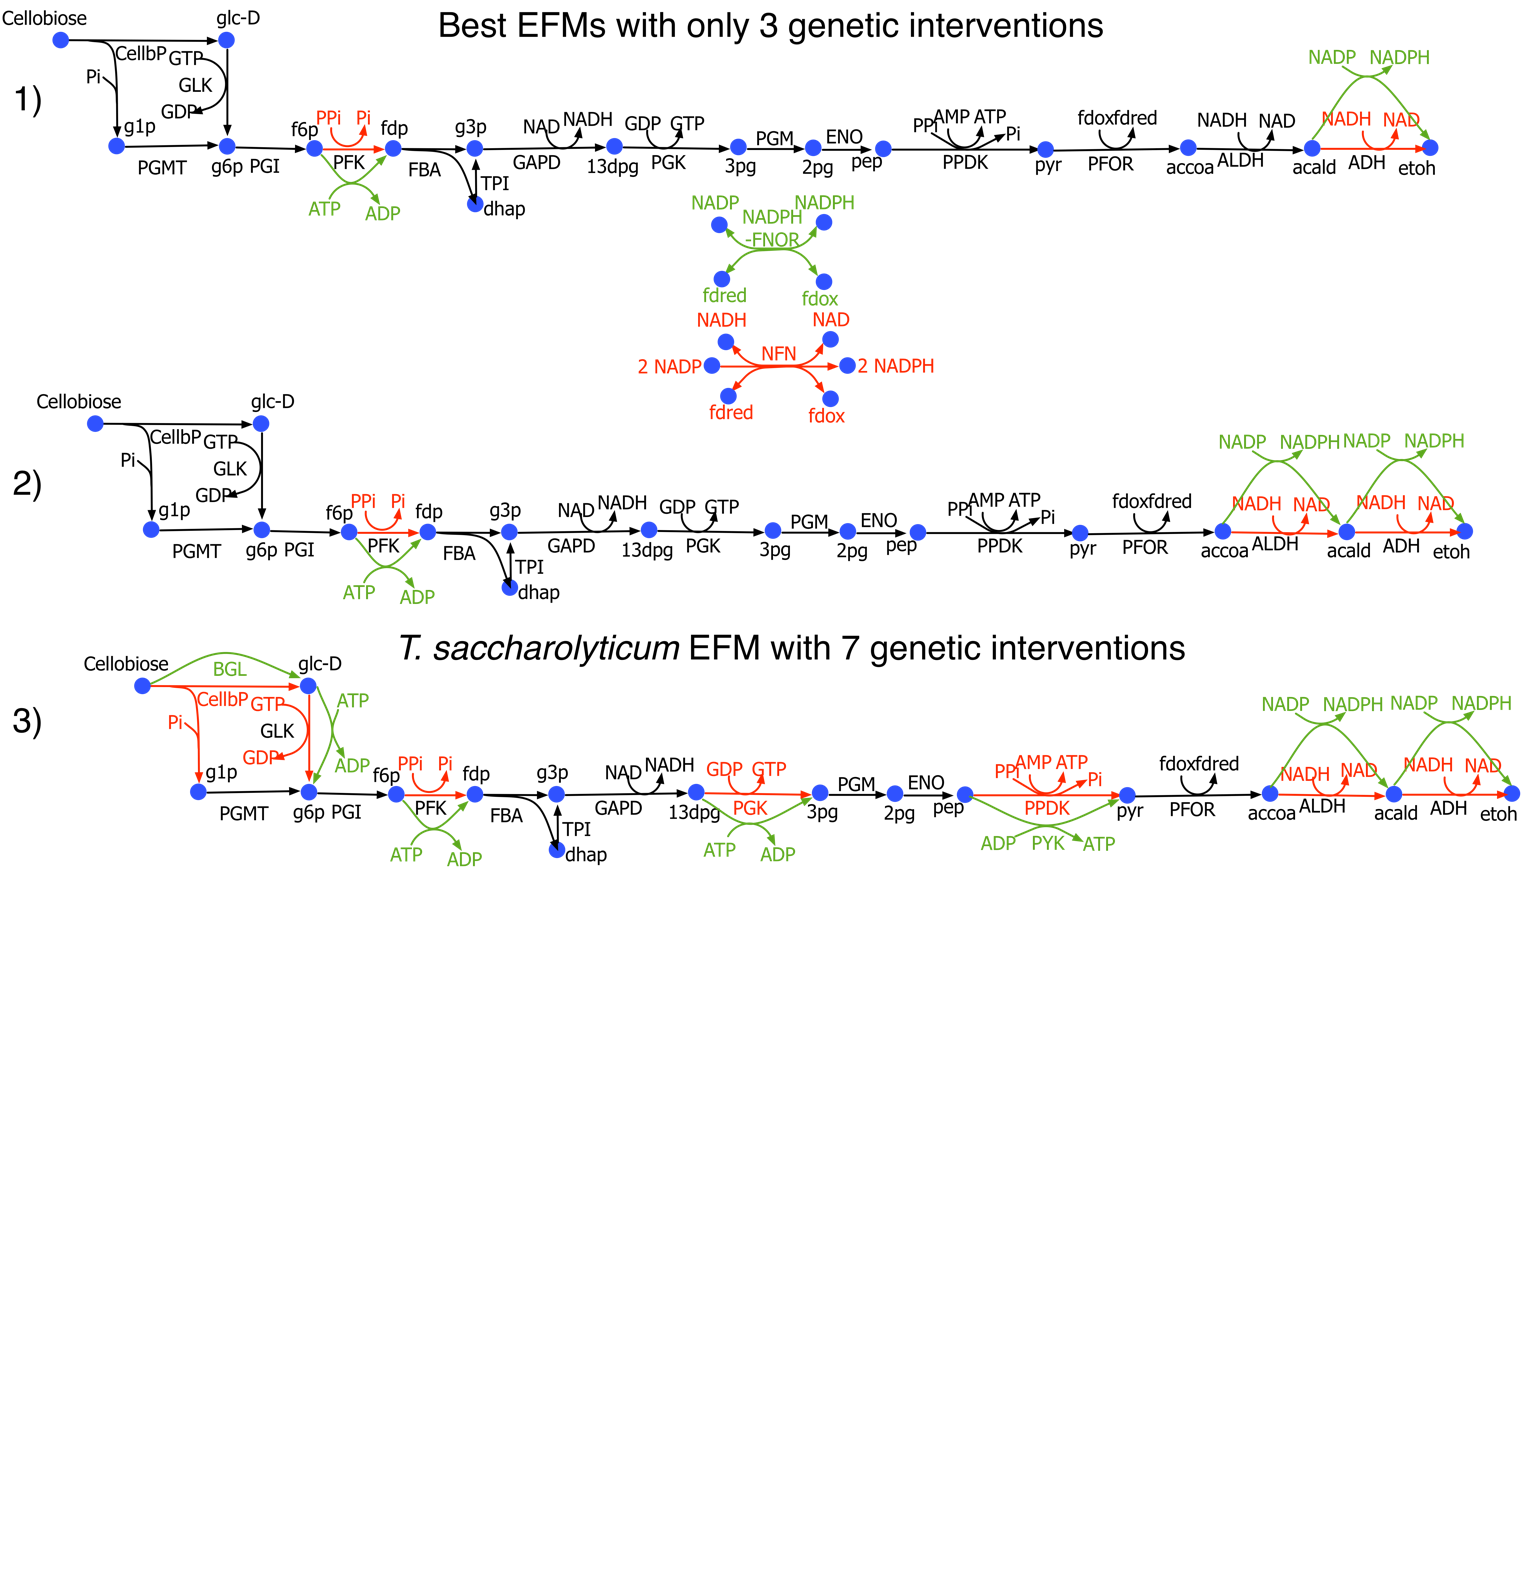 Best EFMs with only 3 genetic interventions
1)
Cellobiose
glc-D
CellbP
GTP
Pi
GLK
GDP
g1p
PGMT
g6p
PGI
f6p
PPi
Pi
fdp
PFK
ATP
ADP
FBA
g3p
TPI
dhap
NAD
NADH
GAPD
13dpg
GDP
GTP
PGK
3pg
PGM
2pg
ENO
pep
PPi
AMP
ATP
Pi
PPDK
pyr
fdox
fdred
PFOR
accoa
NADH
NAD
ALDH
acald
NADP
NADPH
NADH
NAD
ADH
etoh
NADP
NADPH
NADPH
-FNOR
fdred
fdox
NADH
NAD
2 NADP
NFN
2 NADPH
fdred
fdox
2)
Cellobiose
glc-D
CellbP
GTP
Pi
GLK
GDP
g1p
PGMT
g6p
PGI
f6p
PPi
Pi
fdp
PFK
ATP
ADP
FBA
g3p
TPI
dhap
NAD
NADH
GAPD
13dpg
GDP
GTP
PGK
3pg
PGM
2pg
ENO
pep
PPi
AMP
ATP
Pi
PPDK
pyr
fdox
fdred
PFOR
accoa
NADP
NADPH
NADH
NAD
ALDH
acald
NADP
NADPH
NADH
NAD
ADH
etoh
T. saccharolyticum EFM with 7 genetic interventions
3)
Cellobiose
BGL
glc-D
CellbP
GTP
ATP
Pi
GLK
GDP
ADP
g1p
PGMT
g6p
PGI
f6p
PPi
Pi
fdp
PFK
ATP
ADP
FBA
g3p
TPI
dhap
NAD
NADH
GAPD
13dpg
GDP
GTP
PGK
ATP
ADP
3pg
PGM
2pg
ENO
pep
PPi
AMP
ATP
Pi
PPDK
ADP
PYK
ATP
pyr
fdox
fdred
PFOR
accoa
NADP
NADPH
NADH
NAD
ALDH
acald
NADP
NADPH
NADH
NAD
ADH
etoh